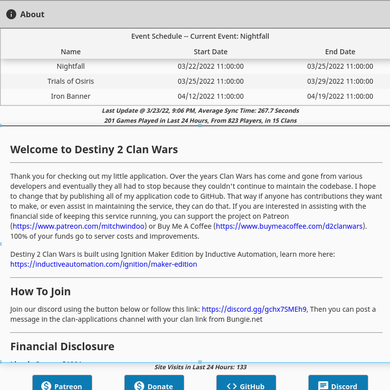 About
Event Schedule -- Current Event: Nightfall
Name Start Date End Date
Nightfall 03/22/2022 11:00:00 03/25/2022 11:00:00
Trials of Osiris 03/25/2022 11:00:00 03/29/2022 11:00:00
Iron Banner 04/12/2022 11:00:00 04/19/2022 11:00:00
Last Update @ 3/23/22, 9:06 PM, Average Sync Time: 267.7 Seconds
201 Games Played in Last 24 Hours, From 823 Players, in 15 Clans
Welcome to Destiny 2 Clan Wars
Thank you for checking out my little application. Over the years Clan Wars has come and gone from various
developers and eventually they all had to stop because they couldn't continue to maintain the codebase. I hope
to change that by publishing all of my application code to GitHub. That way if anyone has contributions they want
to make, or even assist in maintaining the service, they can do that. If you are interested in assisting with the
financial side of keeping this service running, you can support the project on Patreon
(https://www.patreon.com/mitchwindoo) or Buy Me A Coffee (https://www.buymeacoffee.com/d2clanwars).
100% of your funds go to server costs and improvements.
Destiny 2 Clan Wars is built using Ignition Maker Edition by Inductive Automation, learn more here:
https://inductiveautomation.com/ignition/maker-edition
How To Join
Join our discord using the button below or follow this link: https://discord.gg/gchx7SMEh9, Then you can post a
message in the clan-applications channel with your clan link from Bungie.net
Financial Disclosure
Site Visits in Last 24 Hours: 133
Patreon Donate GitHub Discord